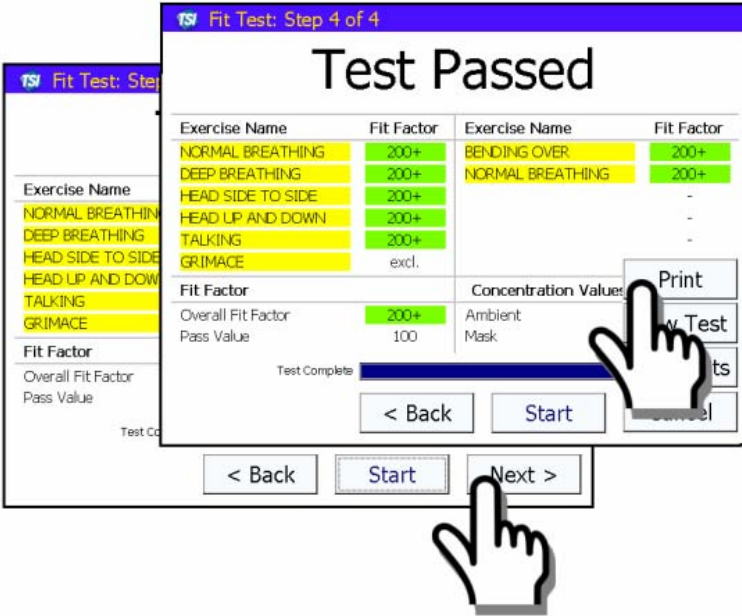 TSI Fit Test: Step 4 of 4
Test Passed
Exercise Name Fit Factor Exercise Name Fit Factor
NORMAL BREATHING 200+ BENDING OVER 200+
DEEP BREATHING 200+ NORMAL BREATHING 200+
HEAD SIDE TO SIDE 200+ -
HEAD UP AND DOWN 200+ -
TALKING 200+ -
GRIMACE excl.
Fit Factor Concentration Values
Overall Fit Factor 200+ Ambient
Pass Value 100 Mask
Test Complete
Print
Test
< Back Start Cancel
TSI Fit Test:
Exercise Name
NORMAL BREATHING
DEEP BREATHING
HEAD SIDE TO SIDE
HEAD UP AND DOW
TALKING
GRIMACE
Fit Factor
Overall Fit Factor
Pass Value
Test Co
< Back Start Next >